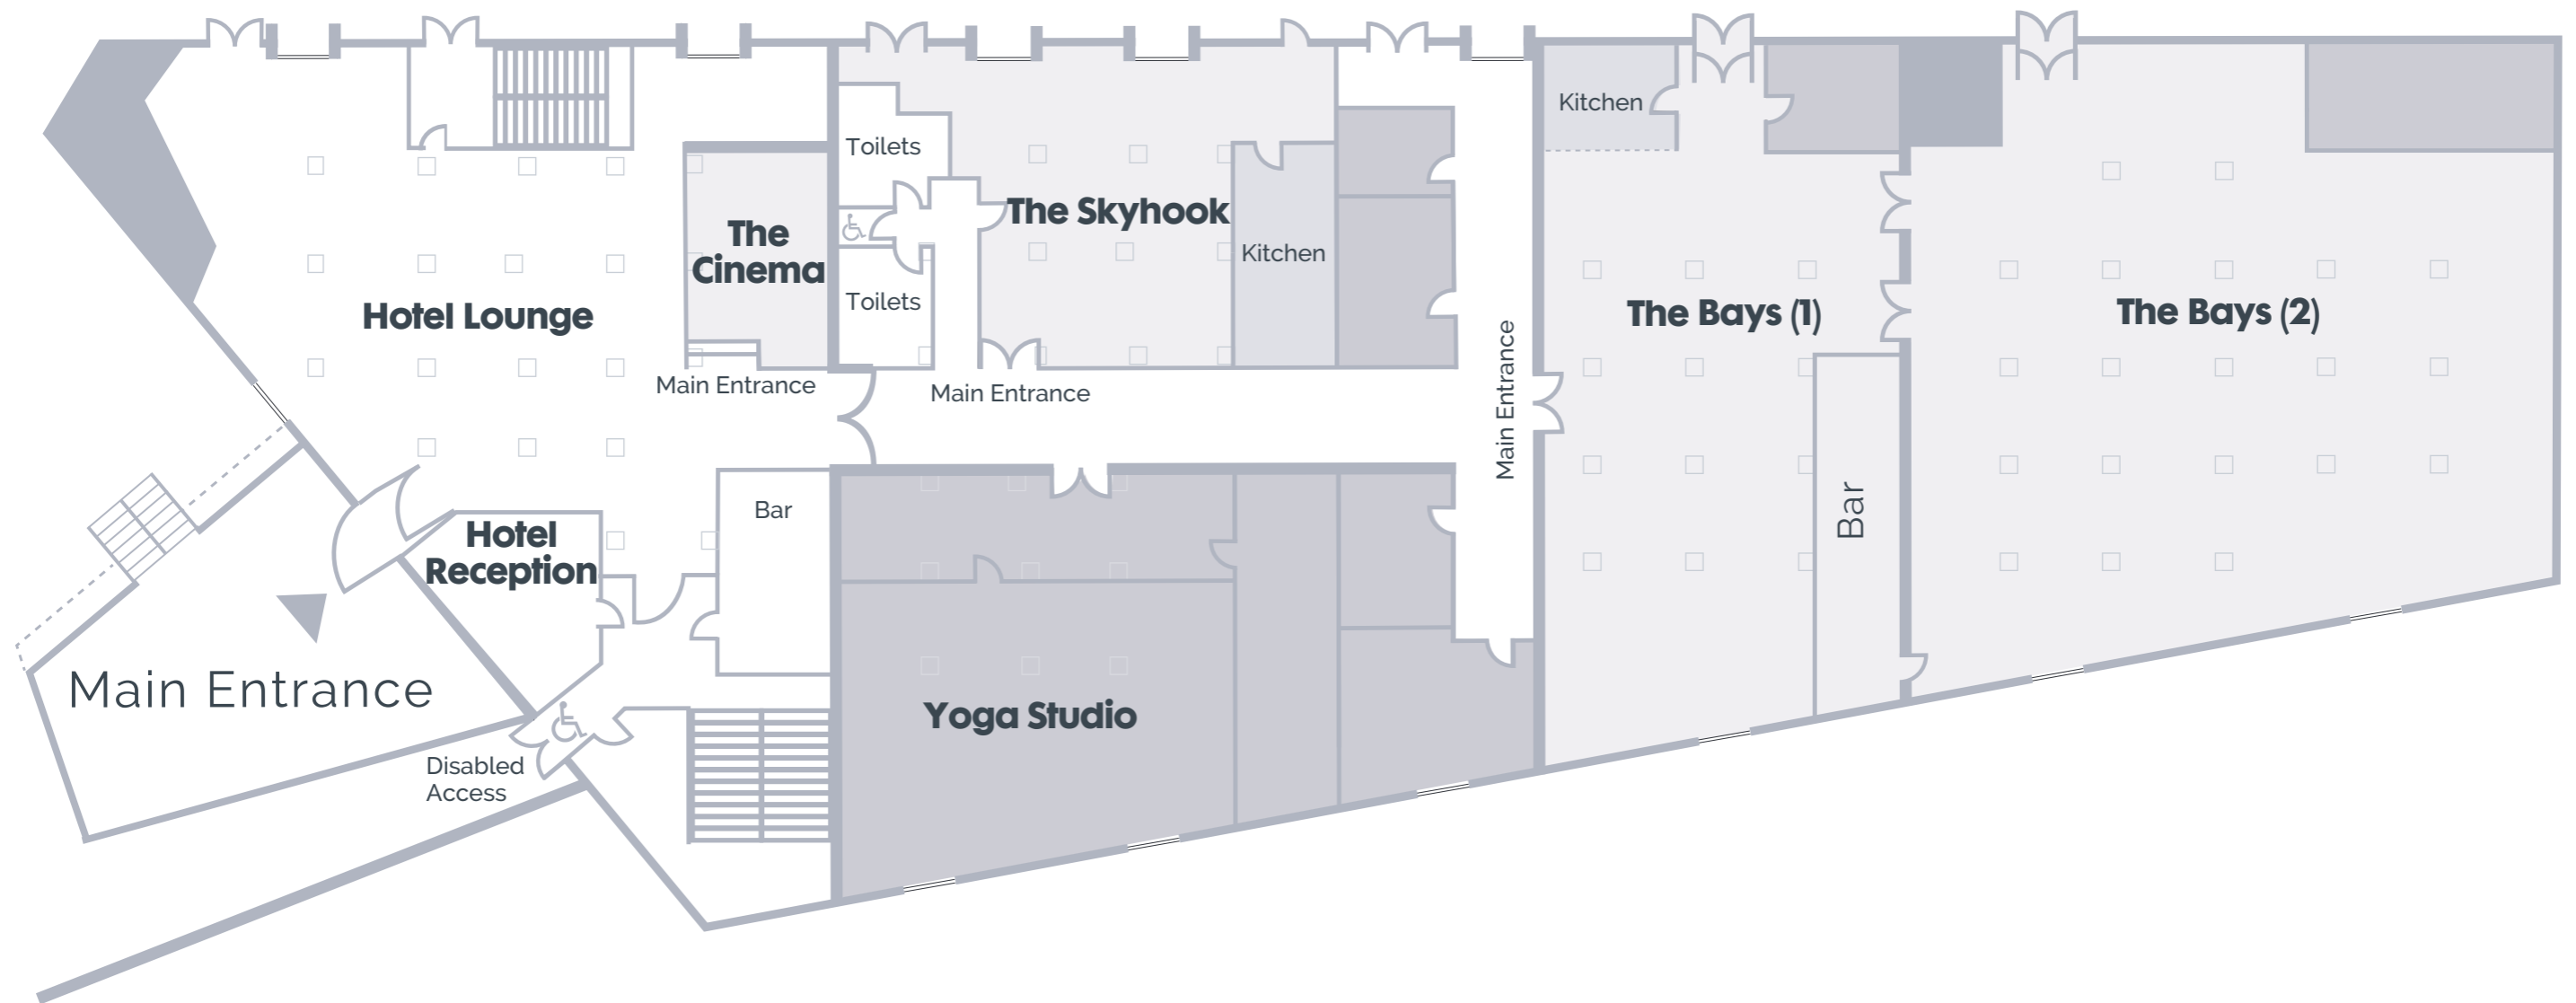 Kitchen
Toilets
The Skyhook
The
Cinema
Kitchen
Toilets
Hotel Lounge
The Bays (1)
The Bays (2)
Main Entrance
Main Entrance
Main Entrance
Bar
Bar
Hotel
Reception
Main Entrance
Yoga Studio
Disabled
Access